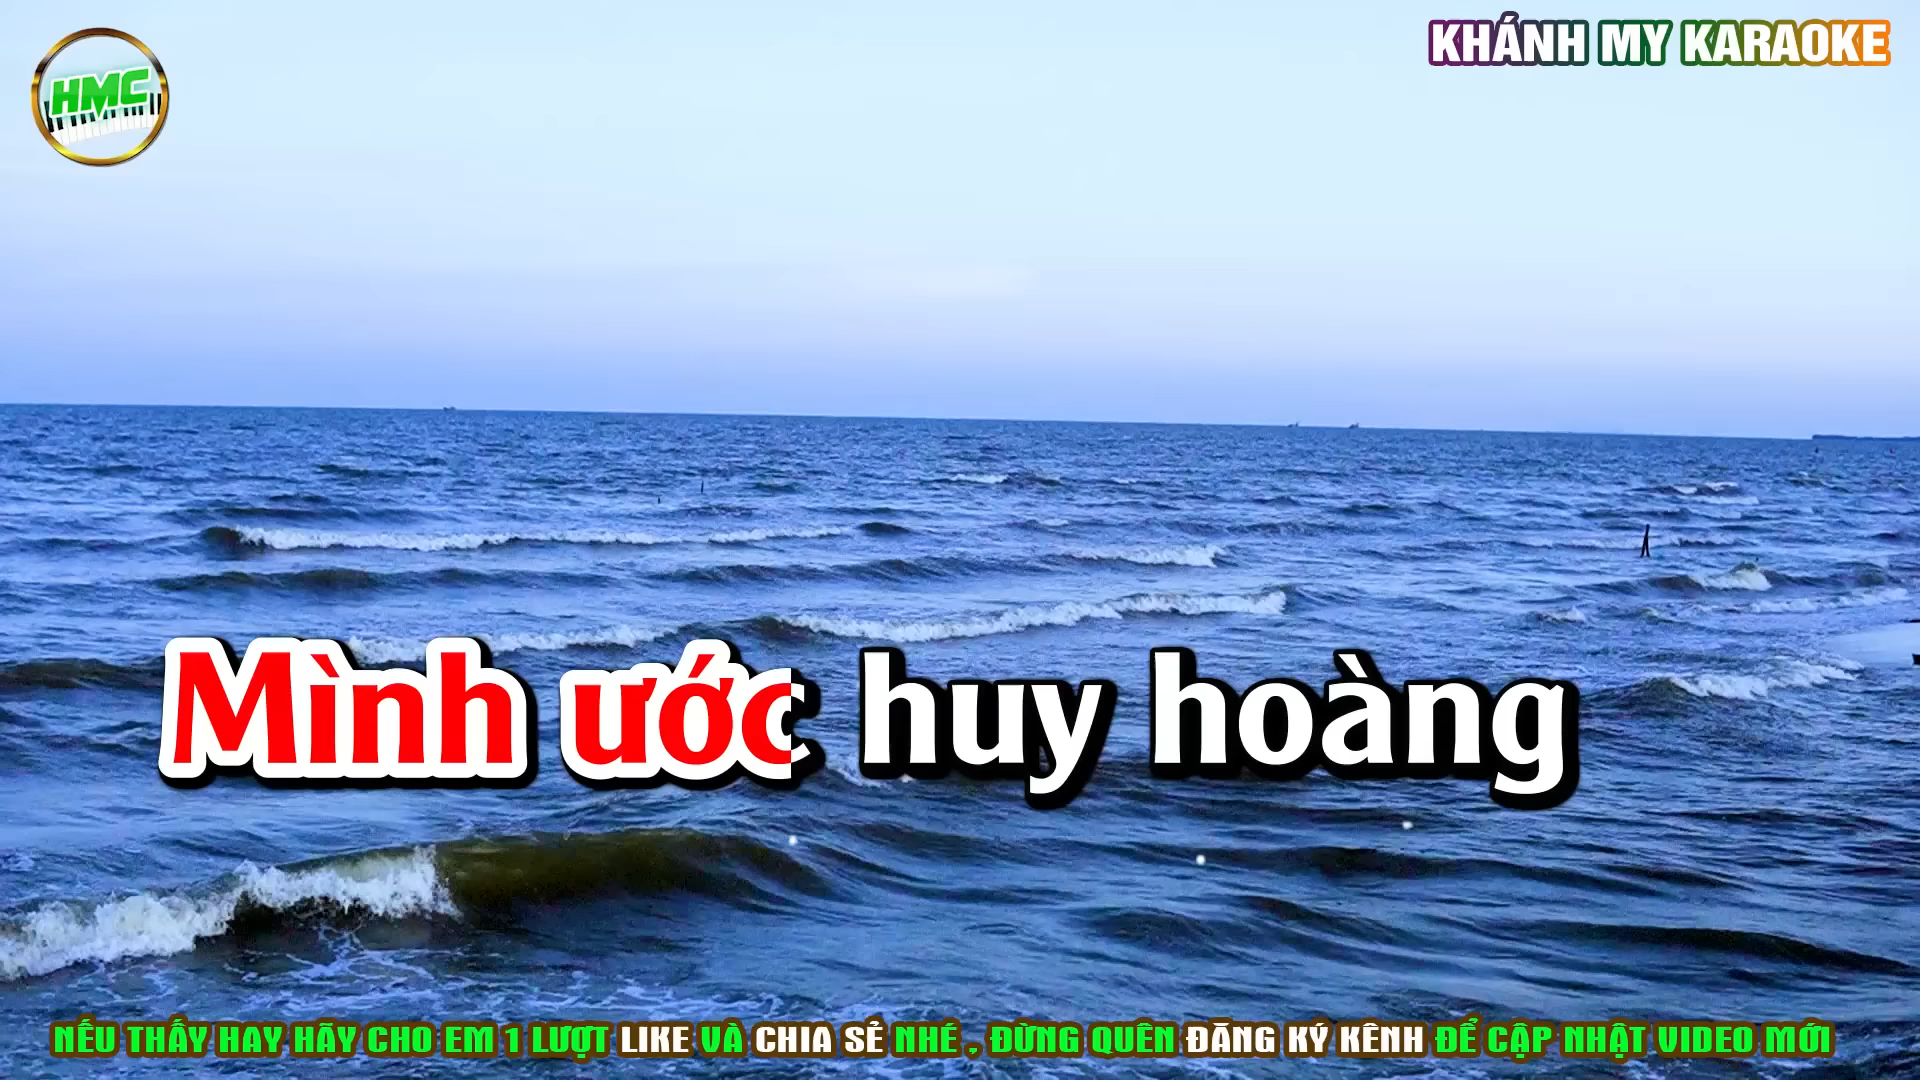 KHÁNH MY KARAOKE
HMC
Mình ước huy hoàng
NẾU THẤY HAY HÃY CHO EM 1 LƯỢT LIKE VÀ CHIA SẺ NHÉ , ĐỪNG QUÊN ĐĂNG KÝ KÊNH ĐỂ CẬP NHẬT VIDEO MỚI